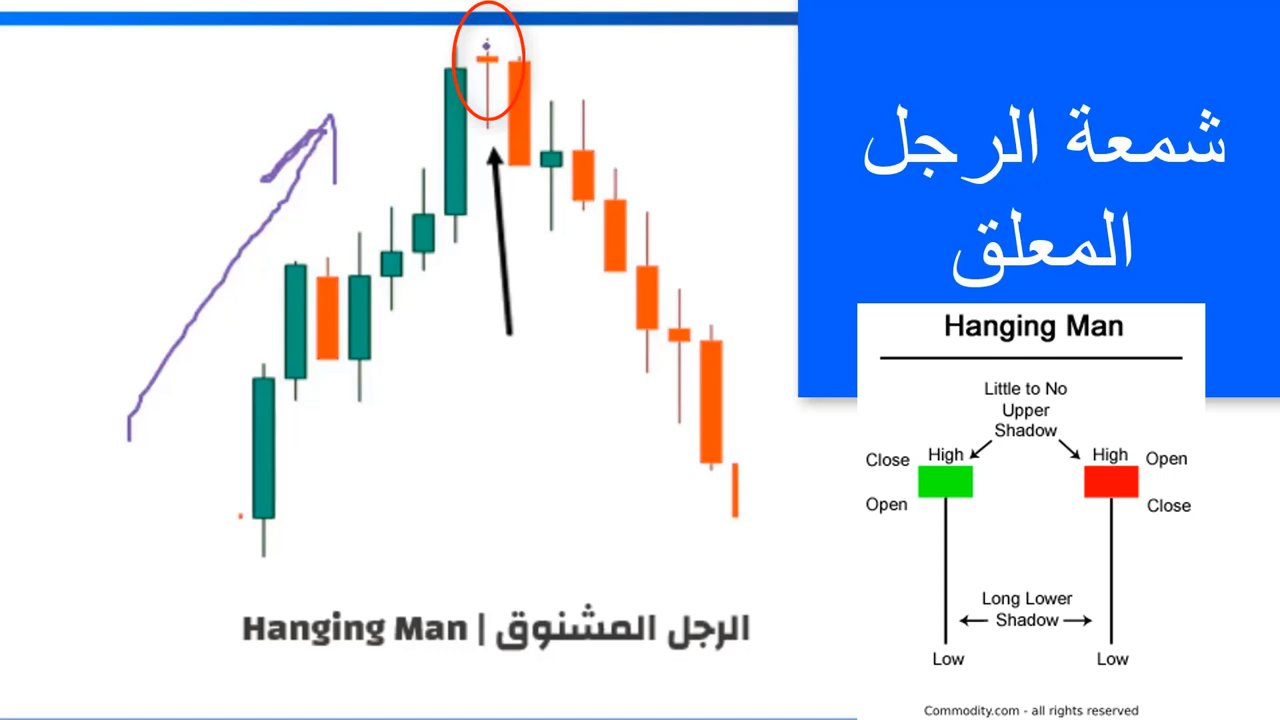 شمعة الرجل
المعلق
Hanging Man
Little to No
Upper
Shadow
Close High High Open
Open Close
Long Lower
Shadow
Low Low
Commodity.com - all rights reserved
Hanging Man | الرجل المشنوق